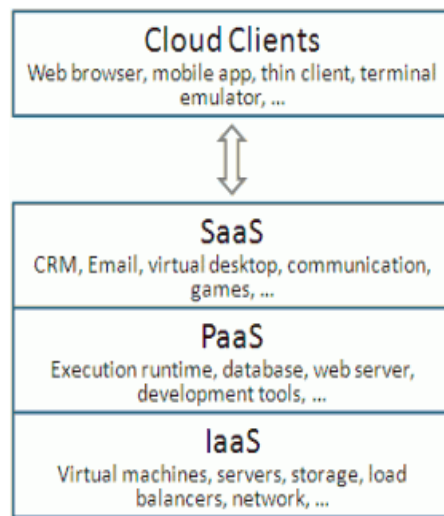 Cloud Clients
Web browser, mobile app, thin client, terminal
emulator, ...
SaaS
CRM, Email, virtual desktop, communication,
games, ...
PaaS
Execution runtime, database, web server,
development tools, ...
IaaS
Virtual machines, servers, storage, load
balancers, network, ...